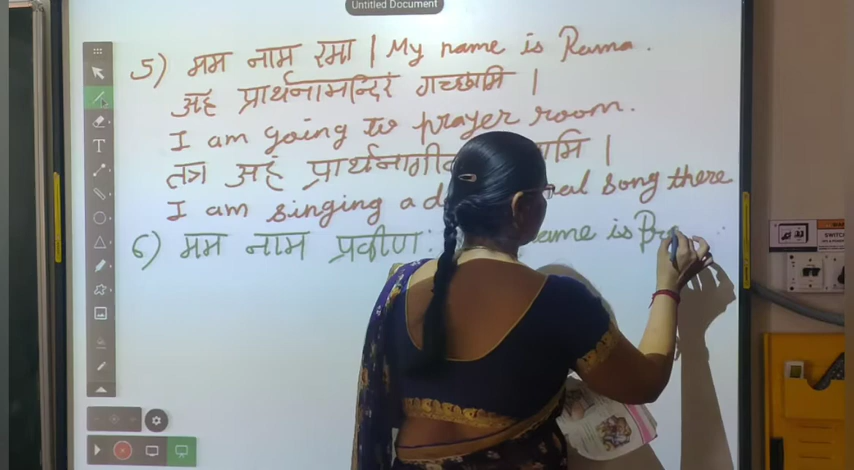 Untitled Document
5) मम नाम रमा | My name is Rama.
अहं प्रार्थनामन्दिरं गच्छामि |
I am going to prayer room.
तत्र अहं
I am singing a song there
6) मम नाम प्रवीण: name is